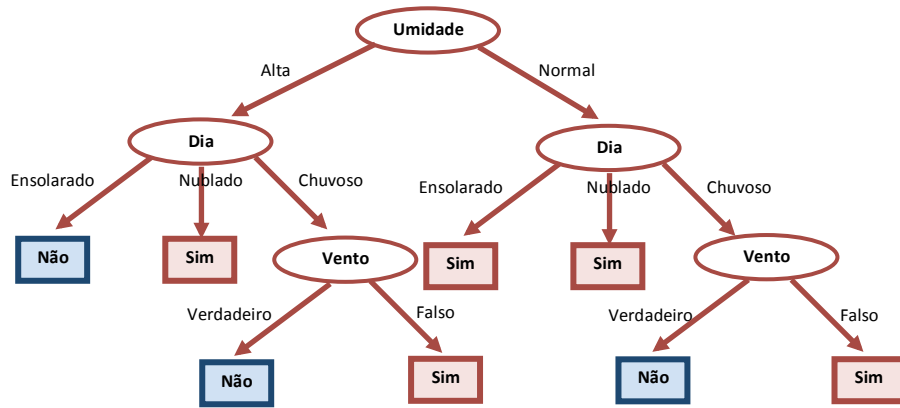 Umidade
Alta
Normal
Dia
Dia
Ensolarado
Nublado
Chuvoso
Ensolarado
Nublado
Chuvoso
Não
Sim
Vento
Sim
Sim
Vento
Verdadeiro
Falso
Verdadeiro
Falso
Não
Sim
Não
Sim